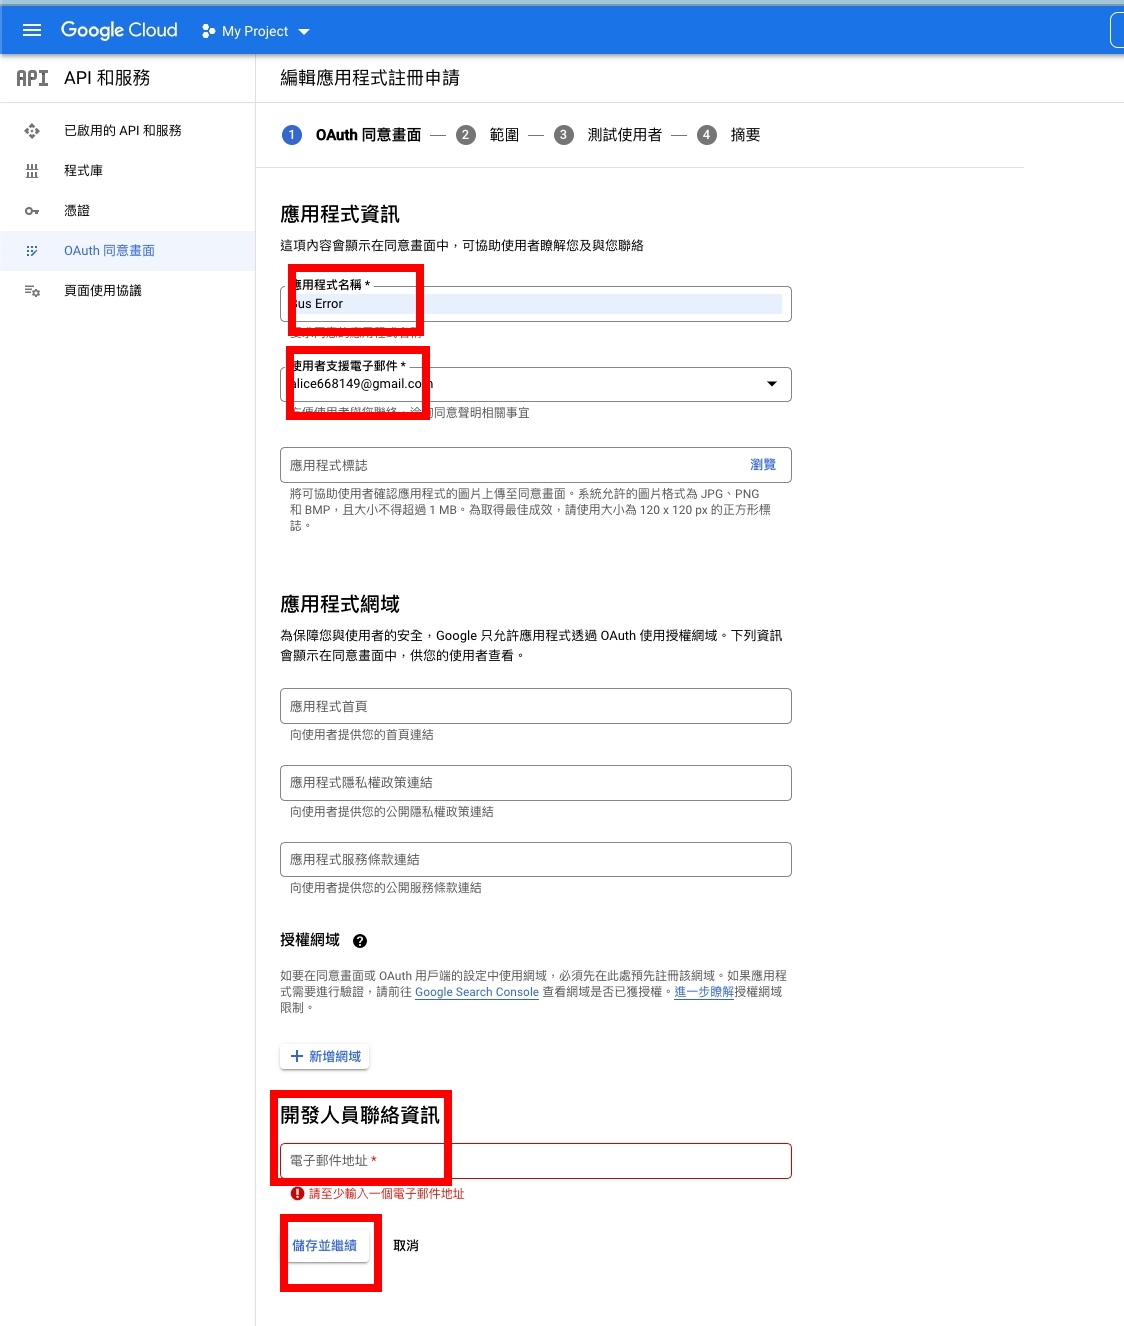 Google Cloud
My Project
API API 和服務
編輯應用程式註冊申請
已啟用的 API 和服務
程式庫
憑證
OAuth 同意畫面
頁面使用協議
1 OAuth 同意畫面 — 2 範圍 — 3 測試使用者 — 4 摘要
應用程式資訊
這項內容會顯示在同意畫面中，可協助使用者瞭解您及與您聯絡
應用程式名稱 *
Error
使用者支援電子郵件 *
alice668149@gmail.com
同意聲明相關事宜
應用程式標誌
瀏覽
將可協助使用者確認應用程式的圖片上傳至同意畫面。系統允許的圖片格式為 JPG、PNG
和 BMP，且大小不得超過 1 MB。為取得最佳成效，請使用大小為 120 x 120 px 的正方形標
誌。
應用程式網域
為保障您與使用者的安全，Google 只允許應用程式透過 OAuth 使用授權網域。下列資訊
會顯示在同意畫面中，供您的使用者查看。
應用程式首頁
向使用者提供您的首頁連結
應用程式隱私權政策連結
向使用者提供您的公開隱私權政策連結
應用程式服務條款連結
向使用者提供您的公開服務條款連結
授權網域 ?
如要在同意畫面或 OAuth 用戶端的設定中使用網域，必須先在此處預先註冊該網域。如果應用程
式需要進行驗證，請前往 Google Search Console 查看網域是否已獲授權。進一步瞭解授權網域
限制。
+ 新增網域
開發人員聯絡資訊
電子郵件地址 *
請至少輸入一個電子郵件地址
儲存並繼續
取消